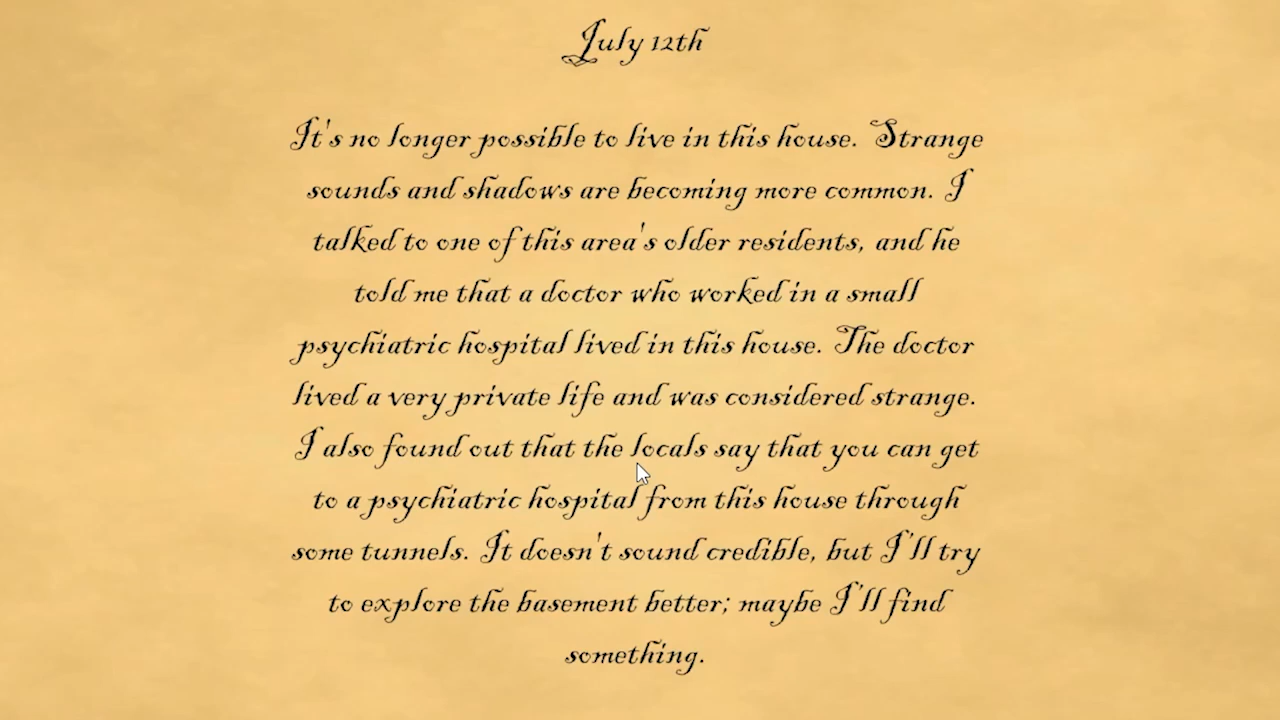 July 12th
It's no longer possible to live in this house. Strange
sounds and shadows are becoming more common. I
talked to one of this area's older residents, and he
told me that a doctor who worked in a small
psychiatric hospital lived in this house. The doctor
lived a very private life and was considered strange.
I also found out that the locals say that you can get
to a psychiatric hospital from this house through
some tunnels. It doesn't sound credible, but I'll try
to explore the basement better; maybe I'll find
something.